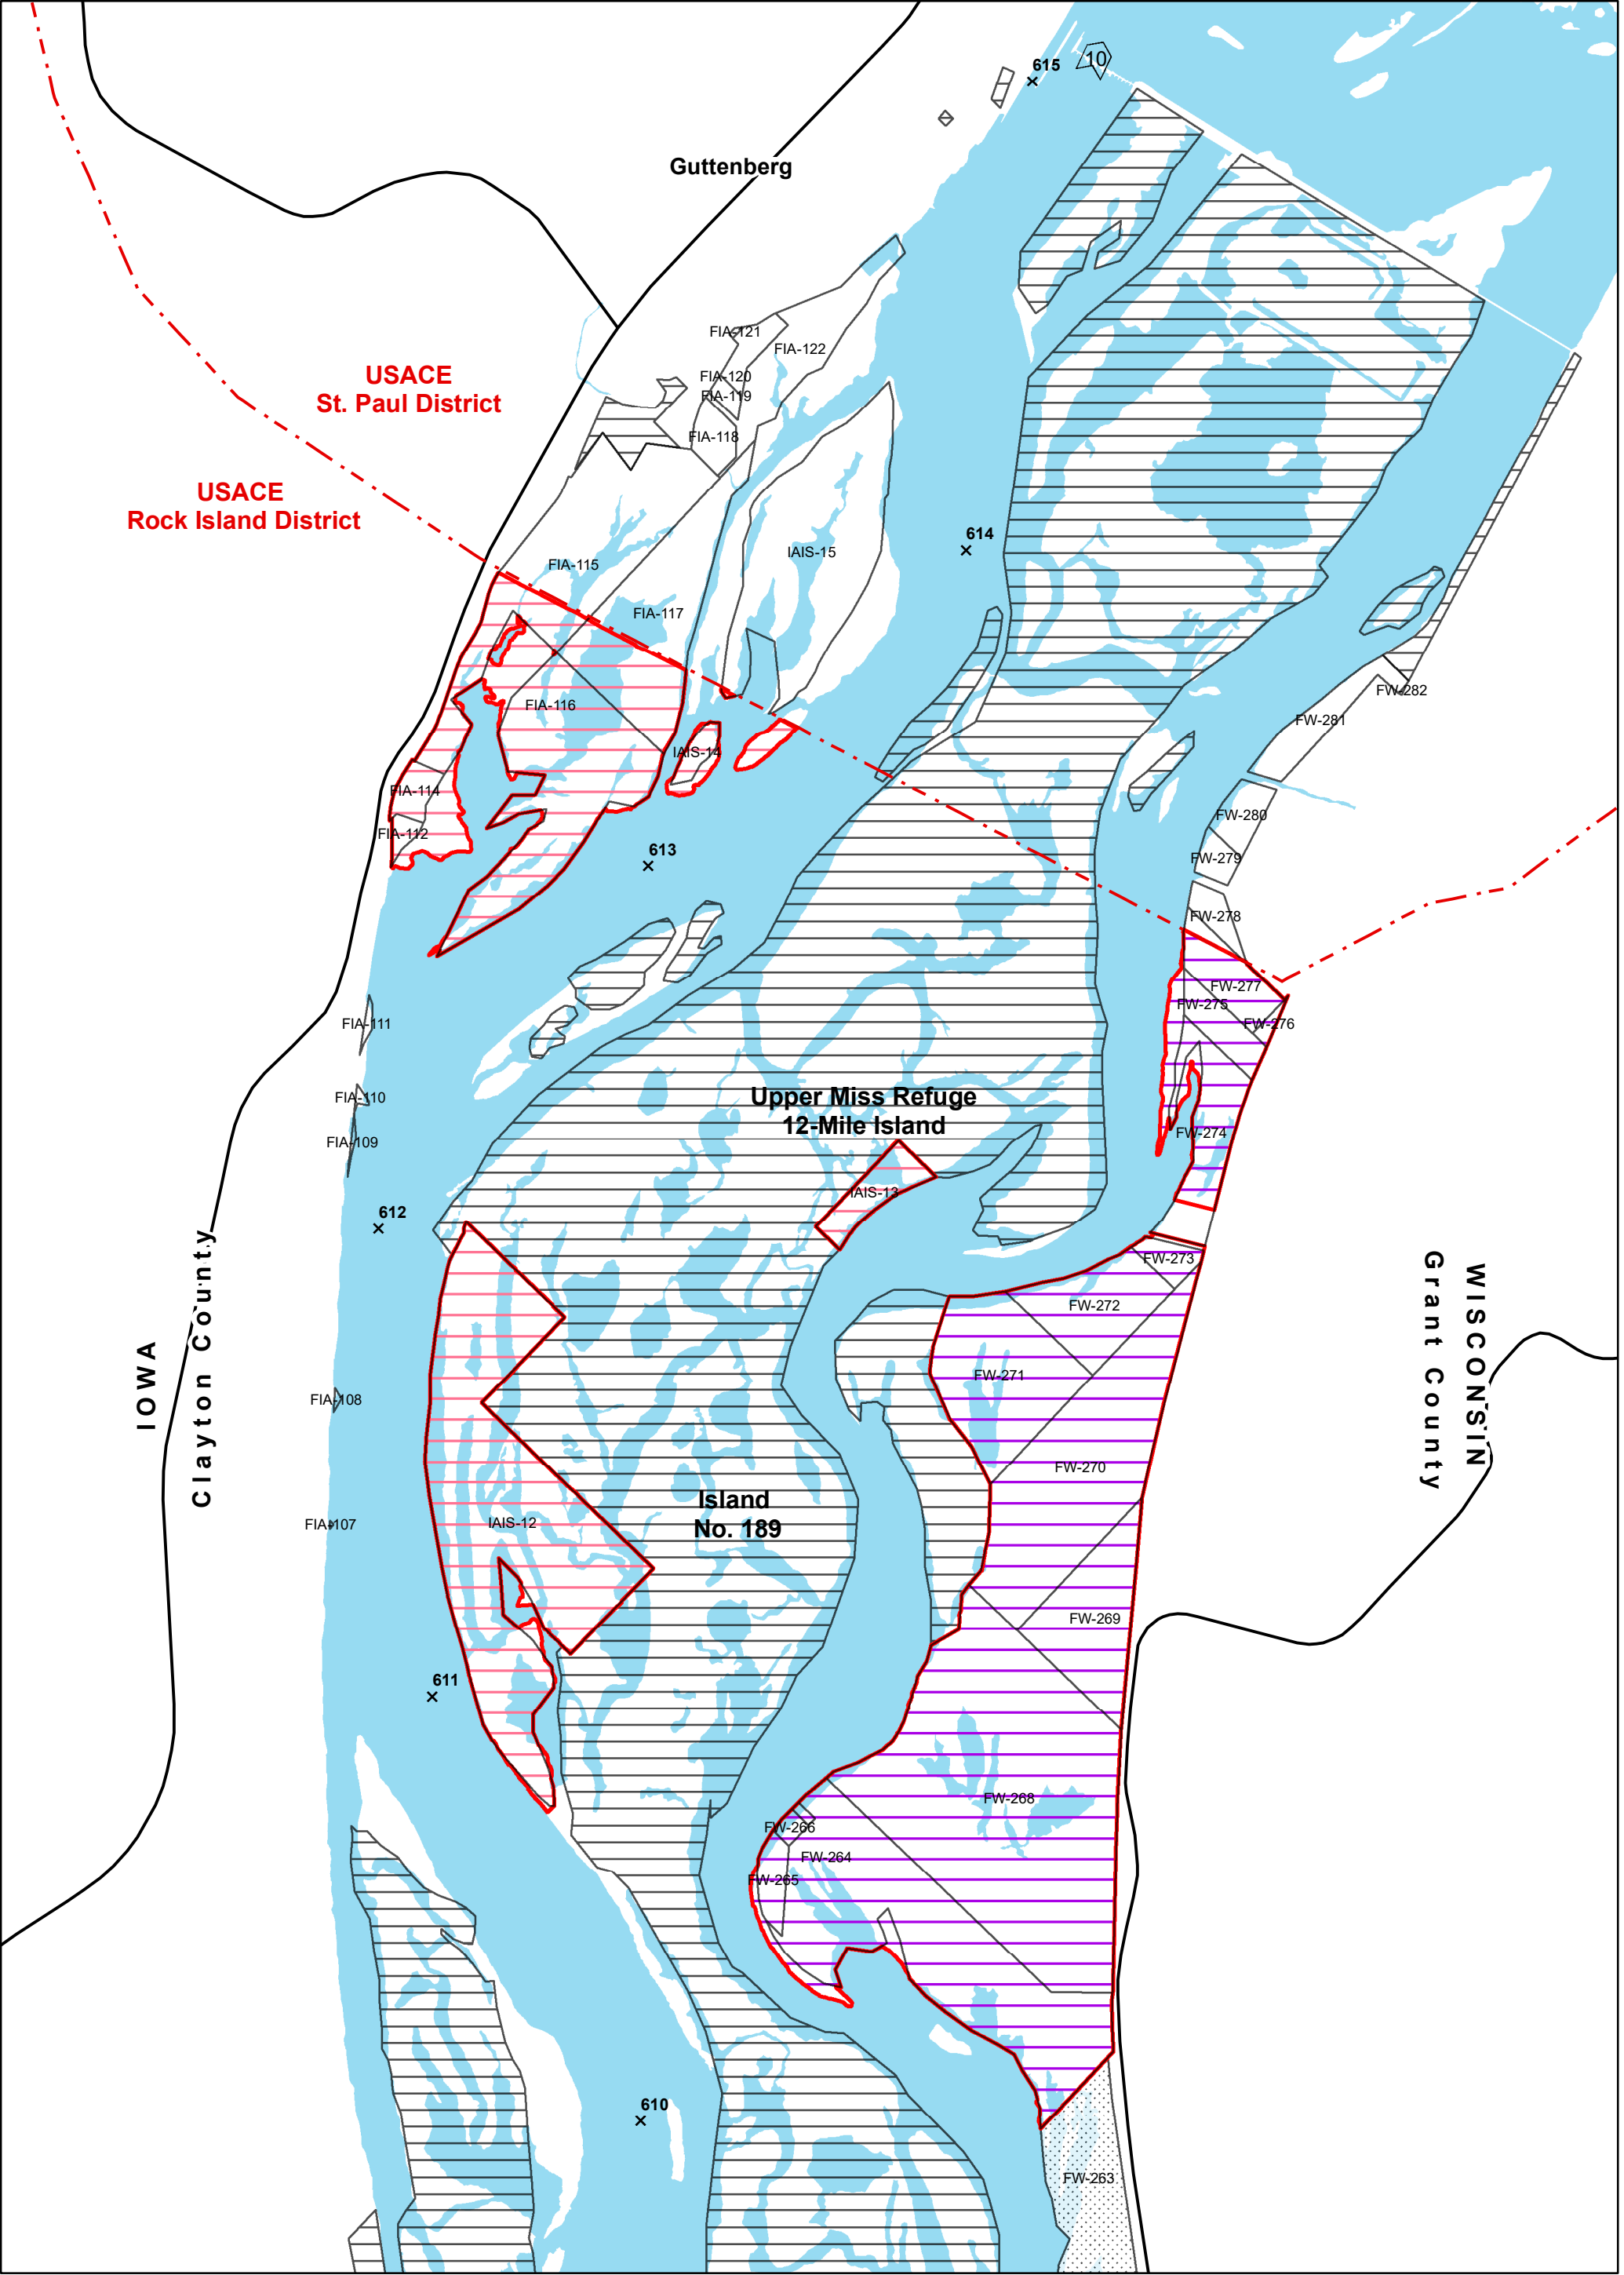 615
10
Guttenberg
FIA-121
FIA-122
FIA-120
FIA-119
FIA-118
USACE
St. Paul District
USACE
Rock Island District
614
IAIS-15
FIA-115
FIA-117
FIA-116
FW-282
FW-281
IAIS-14
FIA-114
FW-280
FIA-112
613
FW-279
FW-278
FW-277
FW-275
FW-276
FIA-111
FIA-110
Upper Miss Refuge
12-Mile Island
FW-274
FIA-109
IAIS-13
612
FW-273
FW-272
FW-271
FIA-108
IOWA
Clayton County
WISCONSIN
Grant County
FW-270
Island
No. 189
FIA-107
IAIS-12
FW-269
611
FW-268
FW-266
FW-264
FW-265
610
FW-263